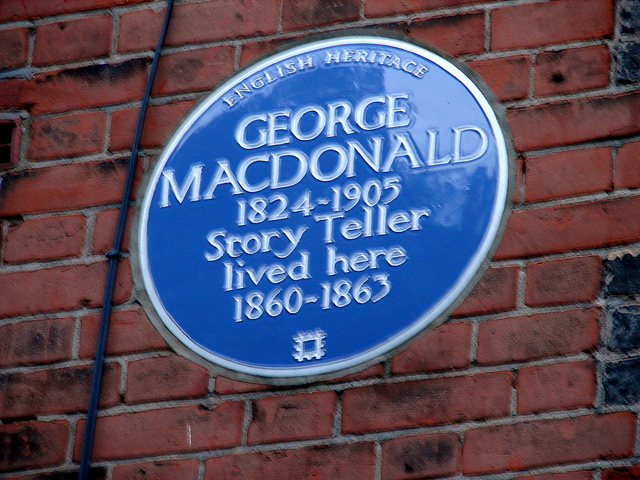 ENGLISH HERITAGE
GEORGE
MACDONALD
1824-1905
Story Teller
lived here
1860-1863